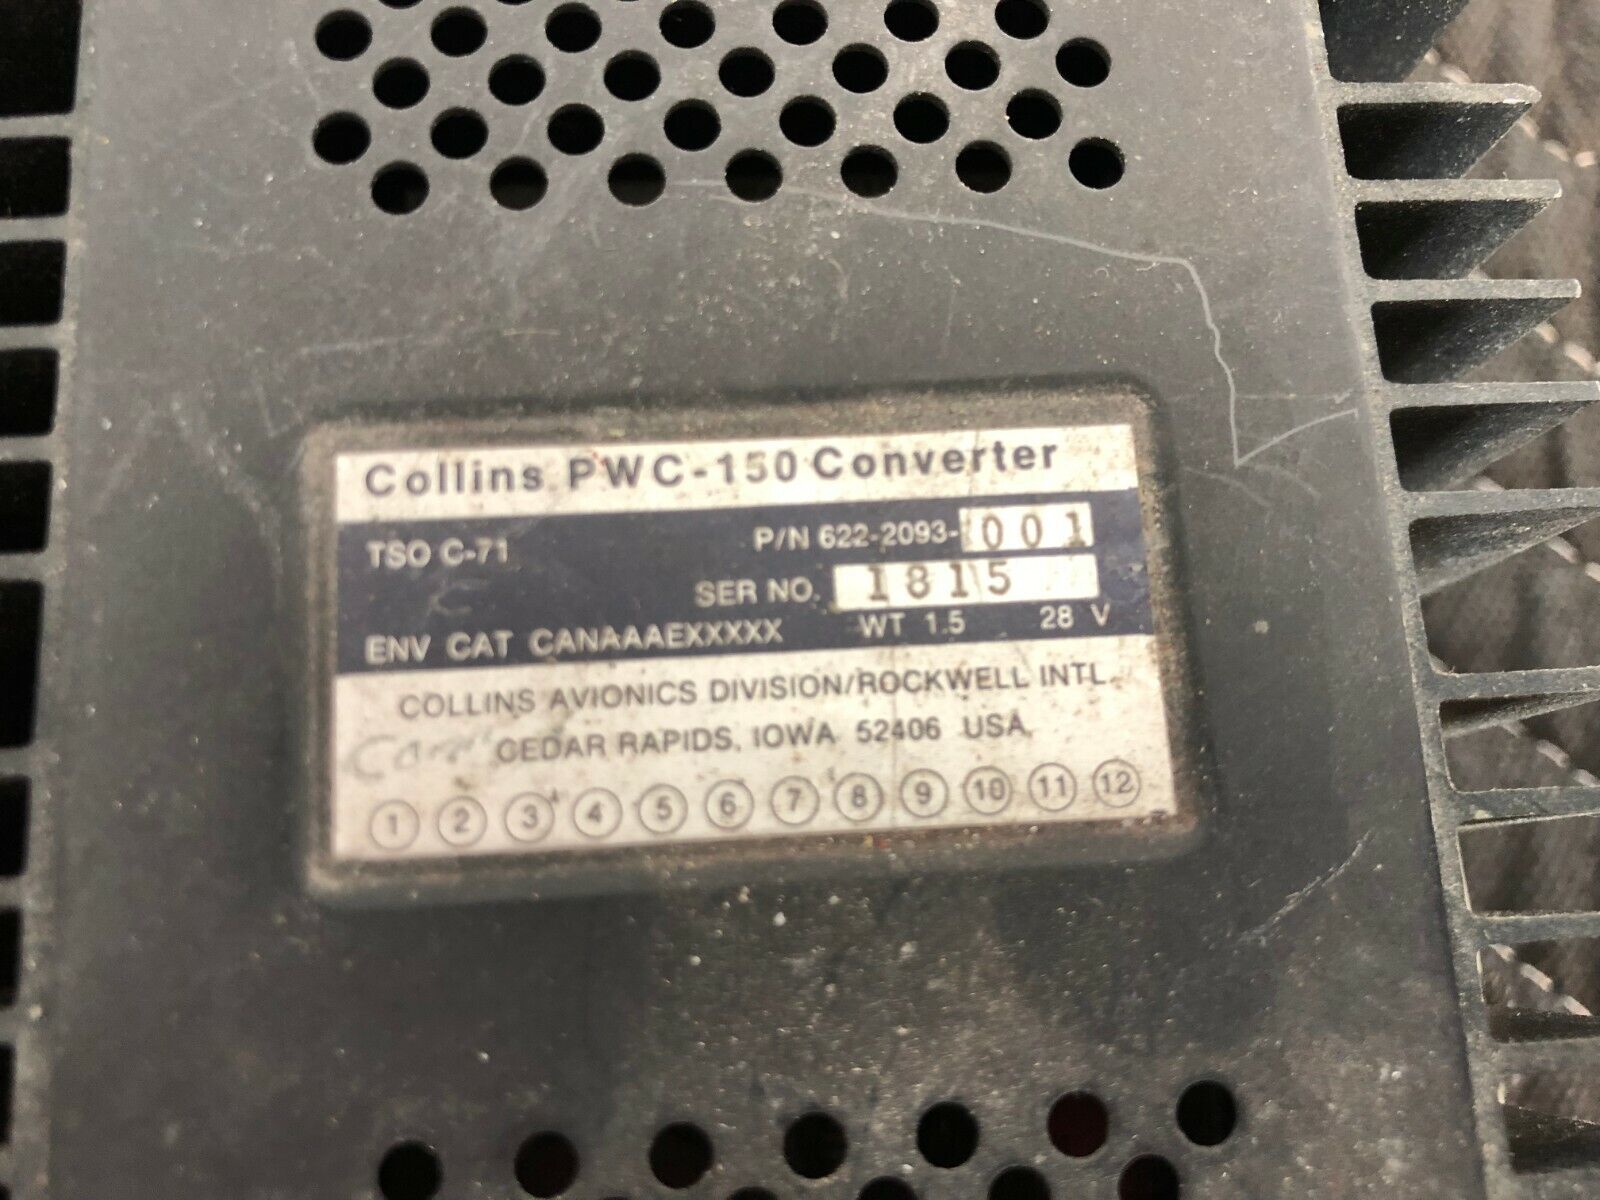 Collins PWC-150 Converter
TSO C-71 P/N 622-2093-001
SER NO. 1815
ENV CAT CANAAAEXXXXX WT 1.5 28 V
COLLINS AVIONICS DIVISION/ROCKWELL INTL.
CEDAR RAPIDS, IOWA 52406 USA
1 2 3 4 5 6 7 8 9 10 11 12